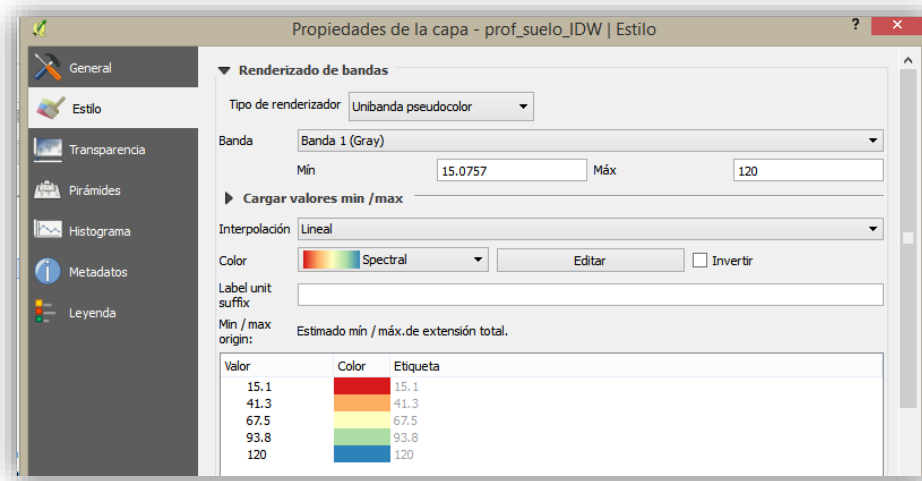 Propiedades de la capa - prof_suelo_IDW | Estilo
?
General
Estilo
Transparencia
Pirámides
Histograma
Metadatos
Leyenda
Renderizado de bandas
Tipo de renderizador Unibanda pseudocolor
Banda Banda 1 (Gray)
Mín 15.0757 Máx 120
Cargar valores min /max
Interpolación Lineal
Color Spectral Editar Invertir
Label unit
suffix
Min / max
origin: Estimado mín / máx.de extensión total.
Valor Color Etiqueta
15.1 15.1
41.3 41.3
67.5 67.5
93.8 93.8
120 120